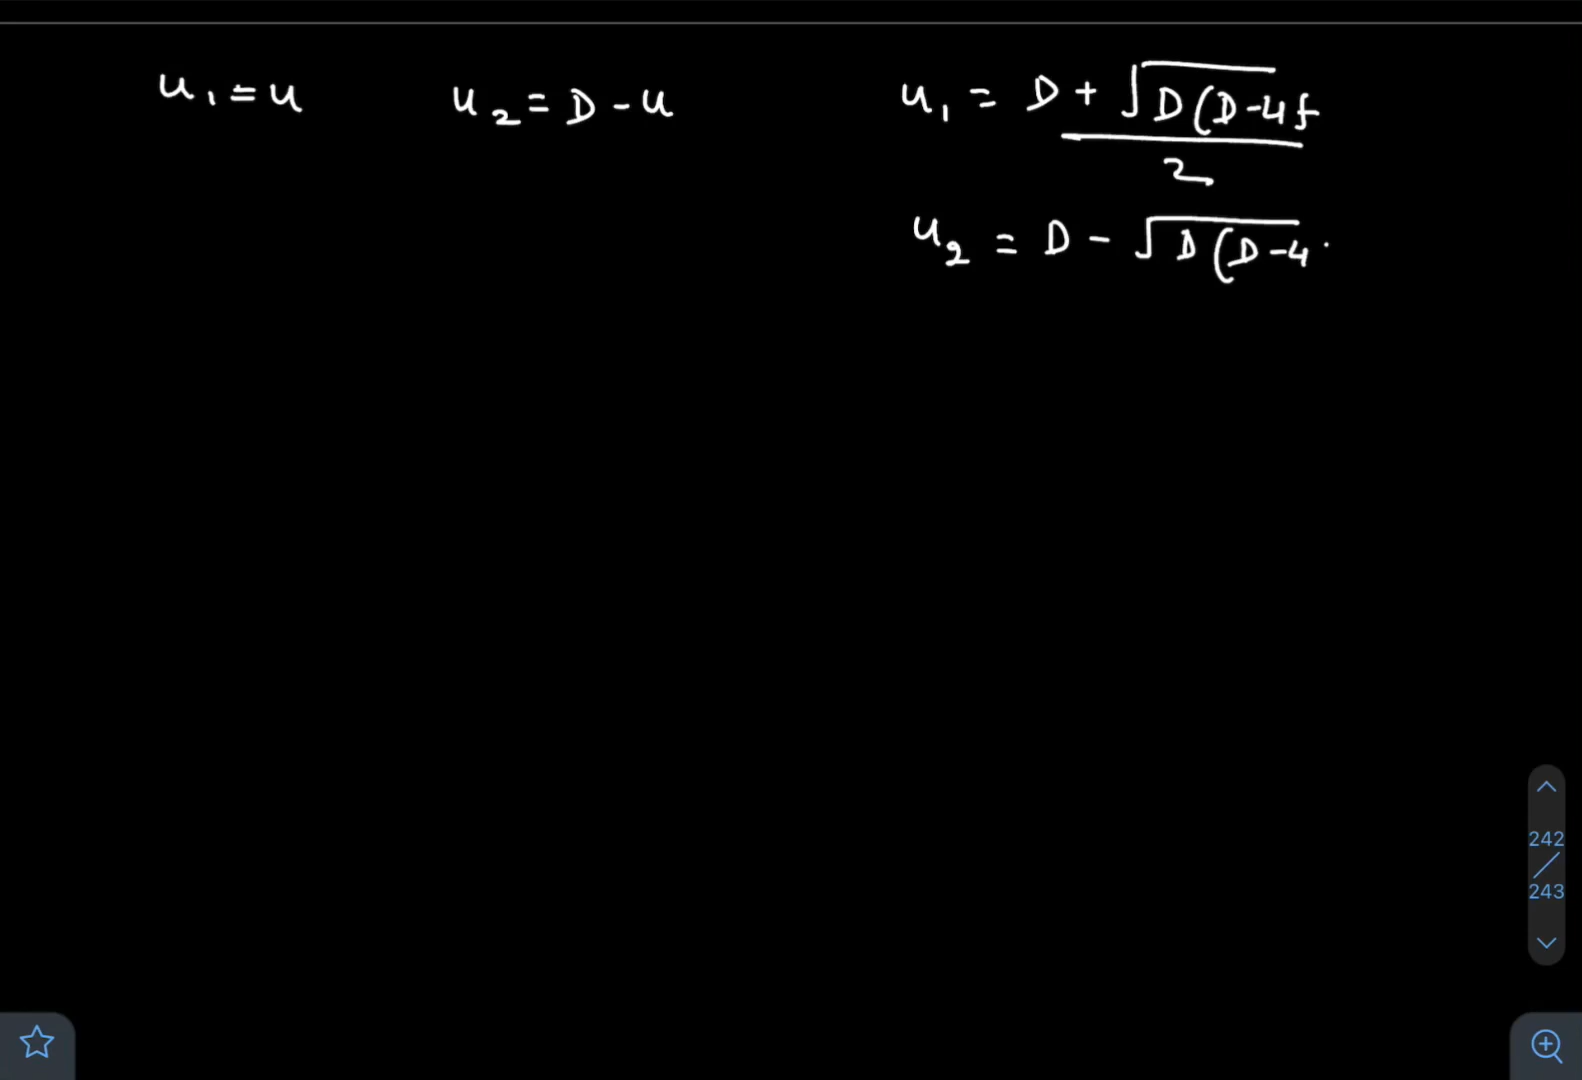 u₁ = u
u₂ = D - u
u₁ = D + √D(D-4f
2
u₂ = D - √D(D-4
242
/
243